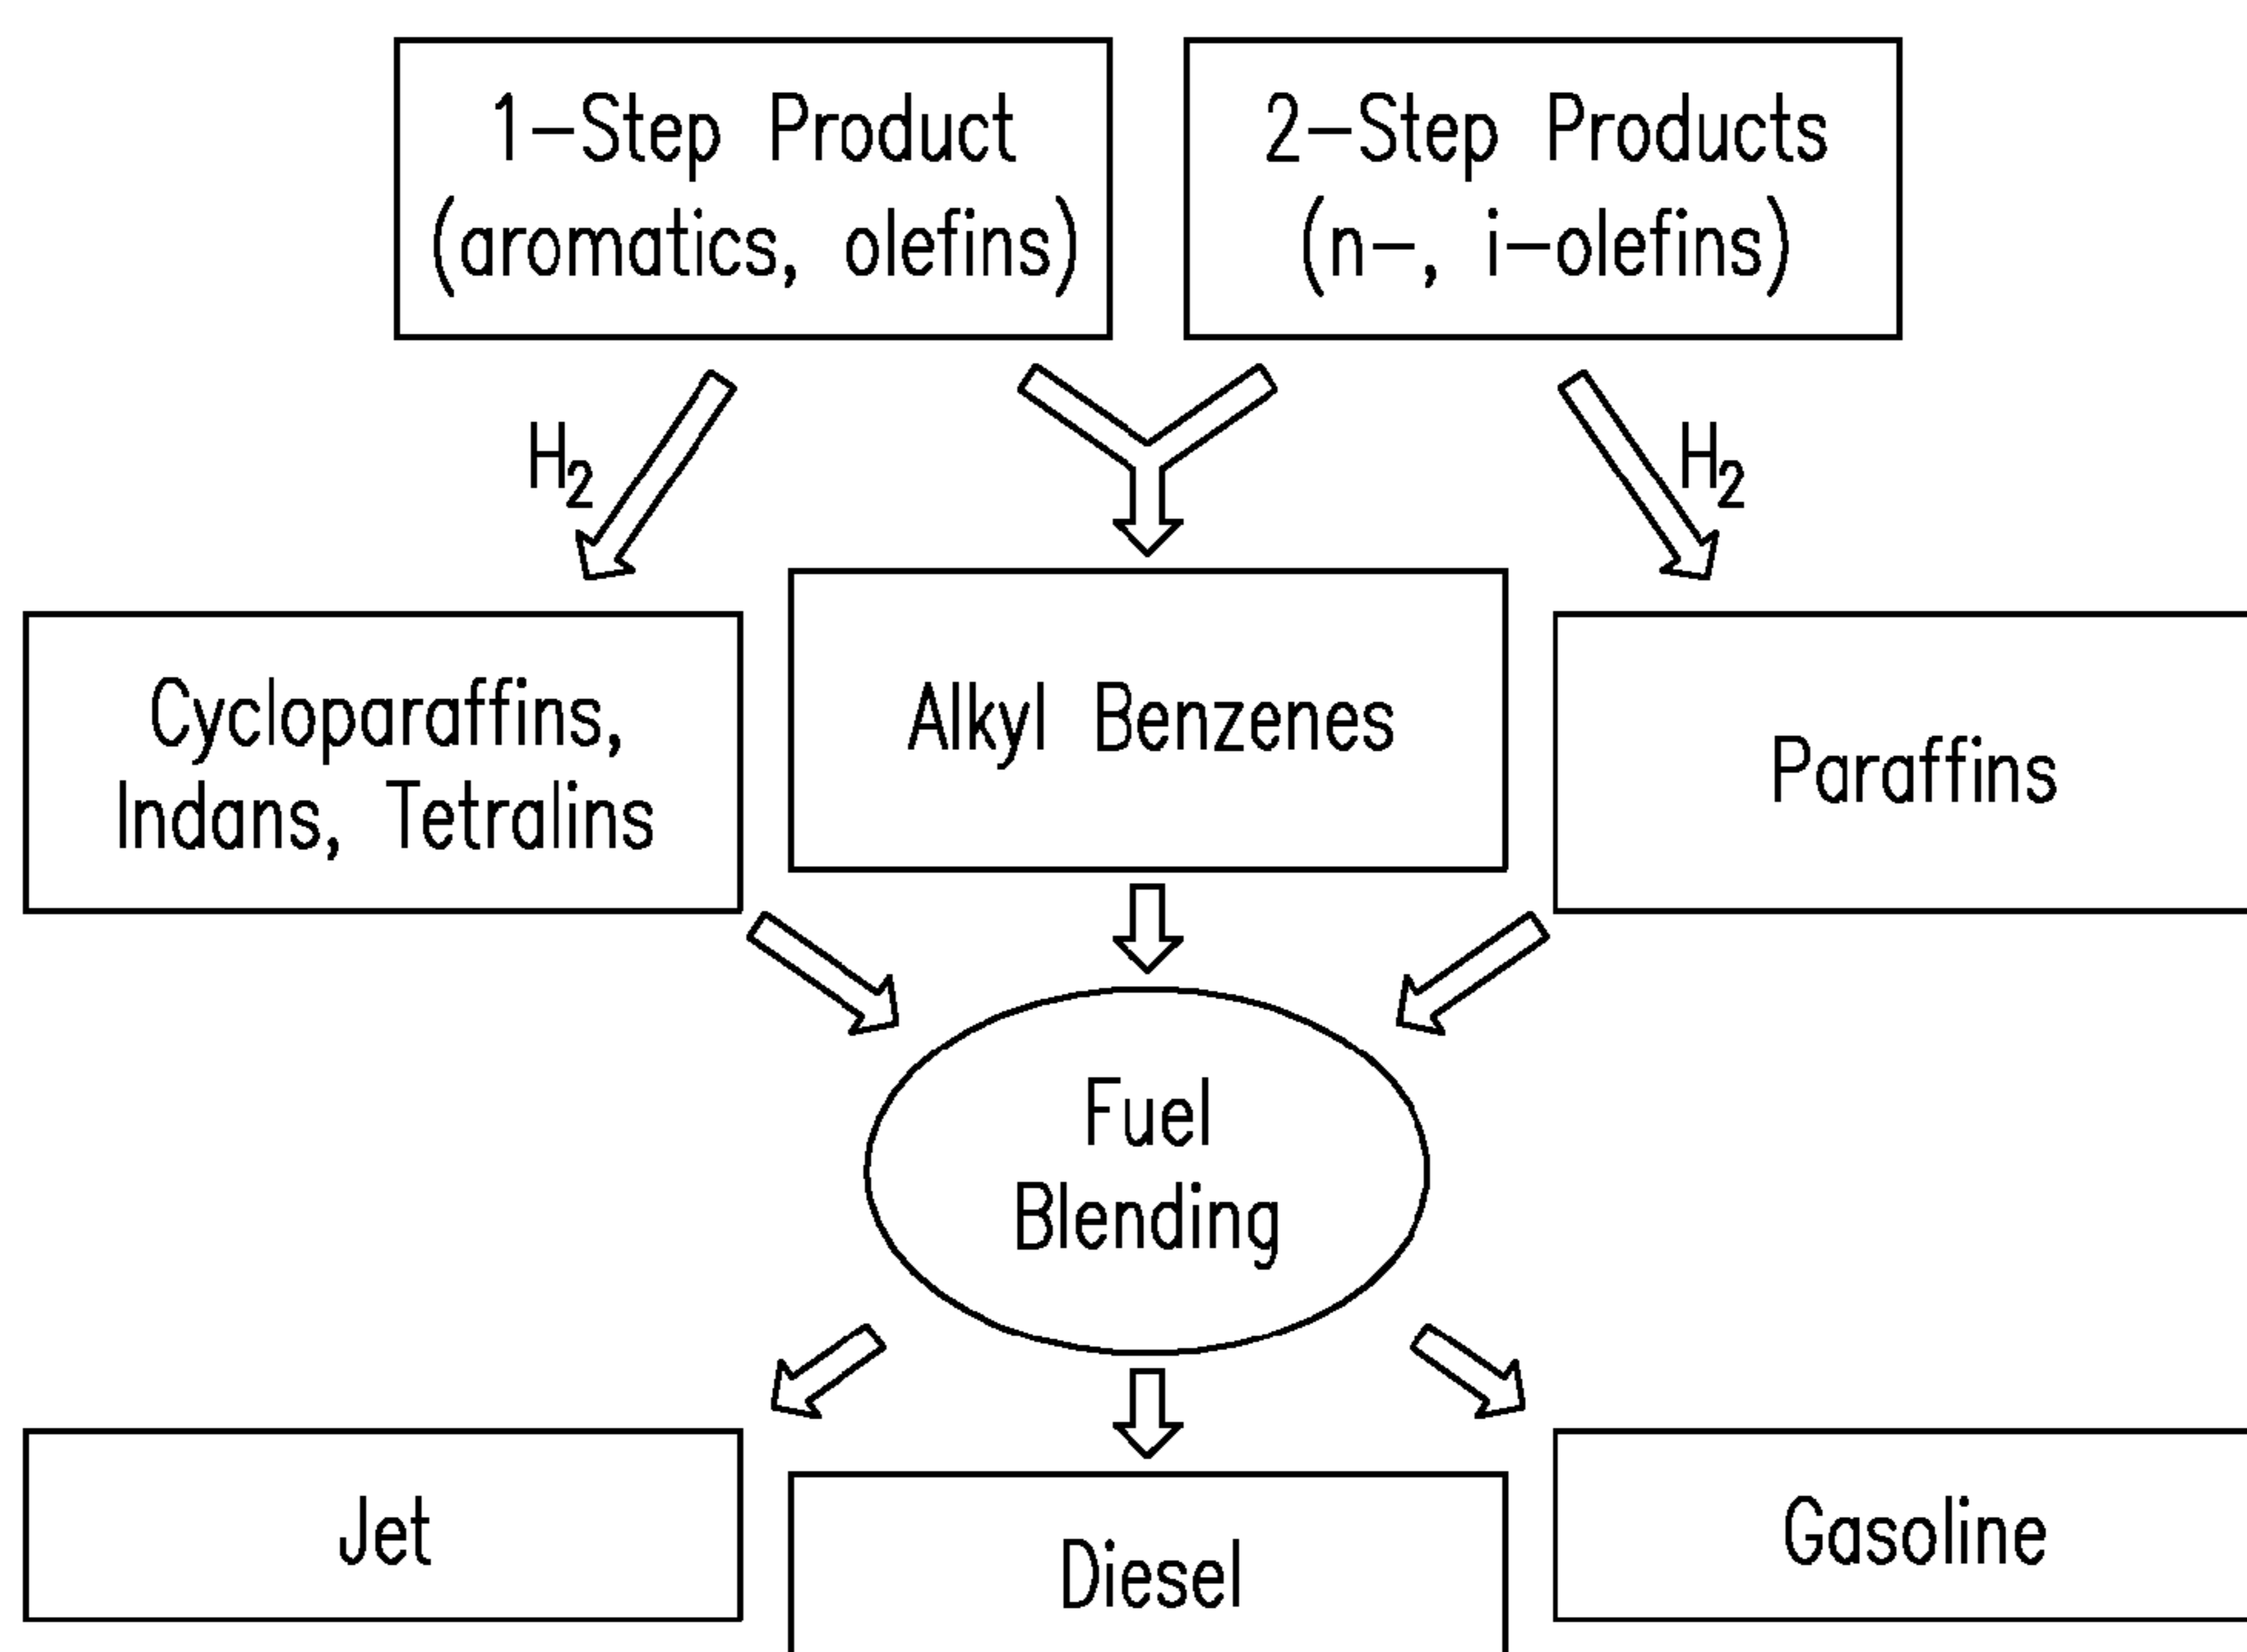 1-Step Product
(aromatics, olefins)
2-Step Products
(n-, i-olefins)
H2
H2
Cycloparaffins,
Indans, Tetralins
Alkyl Benzenes
Paraffins
Fuel
Blending
Jet
Diesel
Gasoline